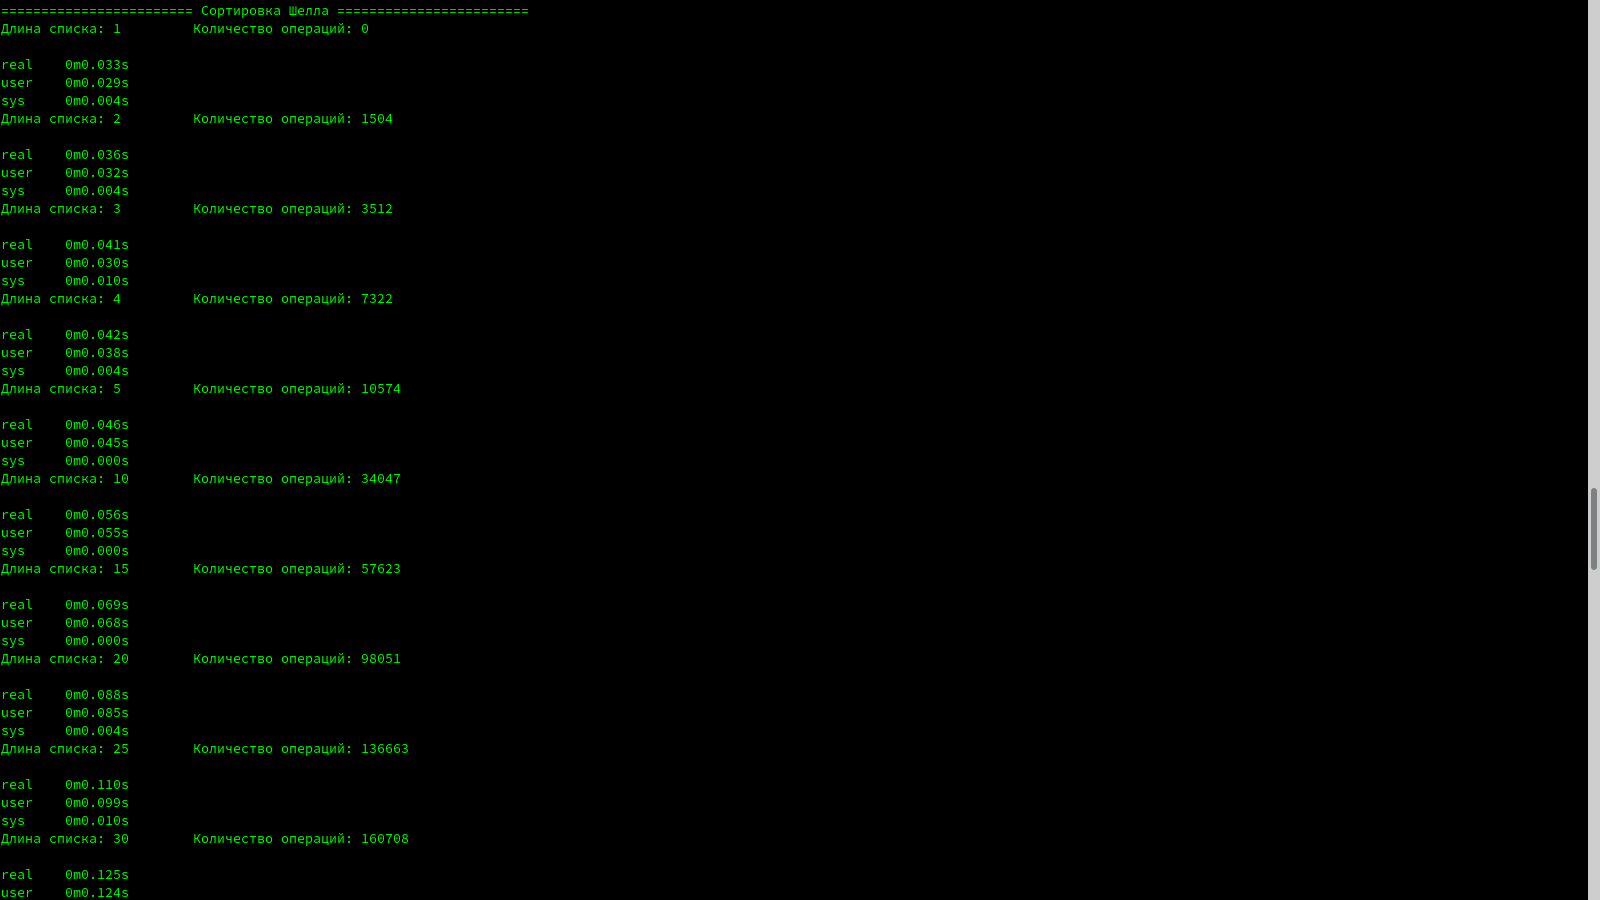 ======================== Сортировка Шелла ========================
Длина списка: 1         Количество операций: 0
real    0m0.033s
user    0m0.029s
sys     0m0.004s
Длина списка: 2         Количество операций: 1504
real    0m0.036s
user    0m0.032s
sys     0m0.004s
Длина списка: 3         Количество операций: 3512
real    0m0.041s
user    0m0.030s
sys     0m0.010s
Длина списка: 4         Количество операций: 7322
real    0m0.042s
user    0m0.038s
sys     0m0.004s
Длина списка: 5         Количество операций: 10574
real    0m0.046s
user    0m0.045s
sys     0m0.000s
Длина списка: 10        Количество операций: 34047
real    0m0.056s
user    0m0.055s
sys     0m0.000s
Длина списка: 15        Количество операций: 57623
real    0m0.069s
user    0m0.068s
sys     0m0.000s
Длина списка: 20        Количество операций: 98051
real    0m0.088s
user    0m0.085s
sys     0m0.004s
Длина списка: 25        Количество операций: 136663
real    0m0.110s
user    0m0.099s
sys     0m0.010s
Длина списка: 30        Количество операций: 160708
real    0m0.125s
user    0m0.124s